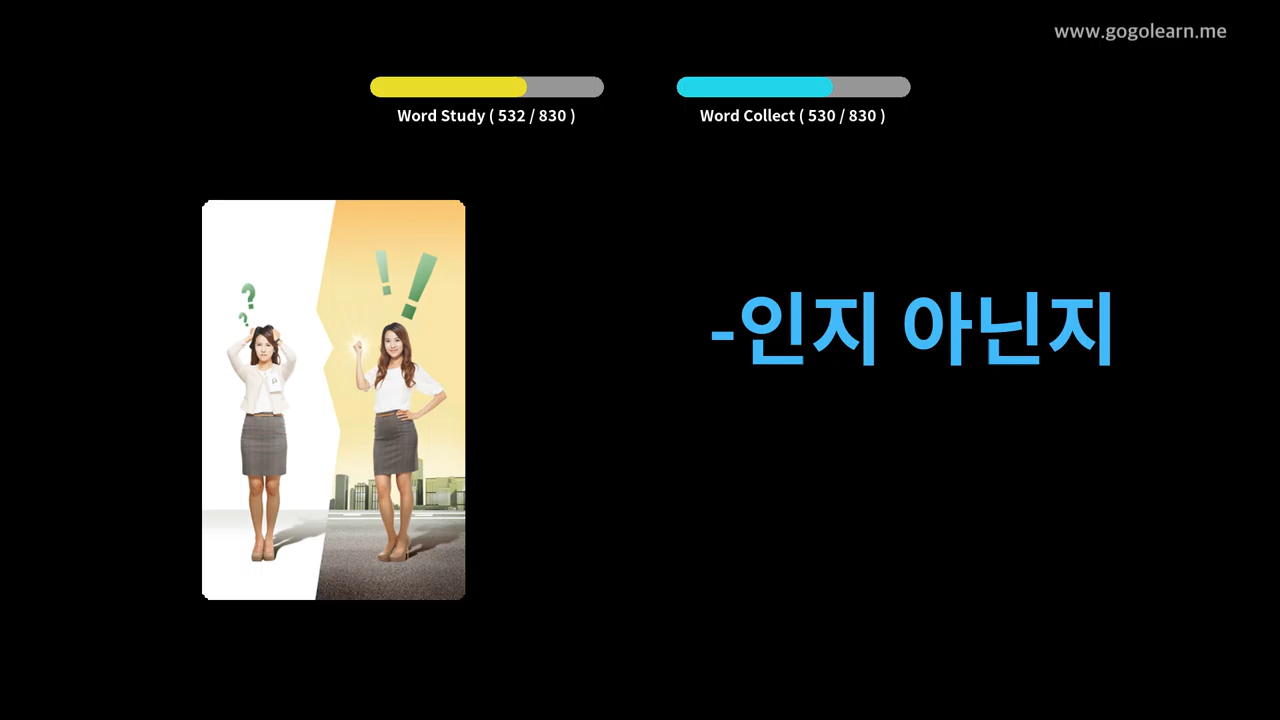 www.gogolearn.me
Word Study ( 532 / 830 )
Word Collect ( 530 / 830 )
? ?
! !
-인지 아닌지